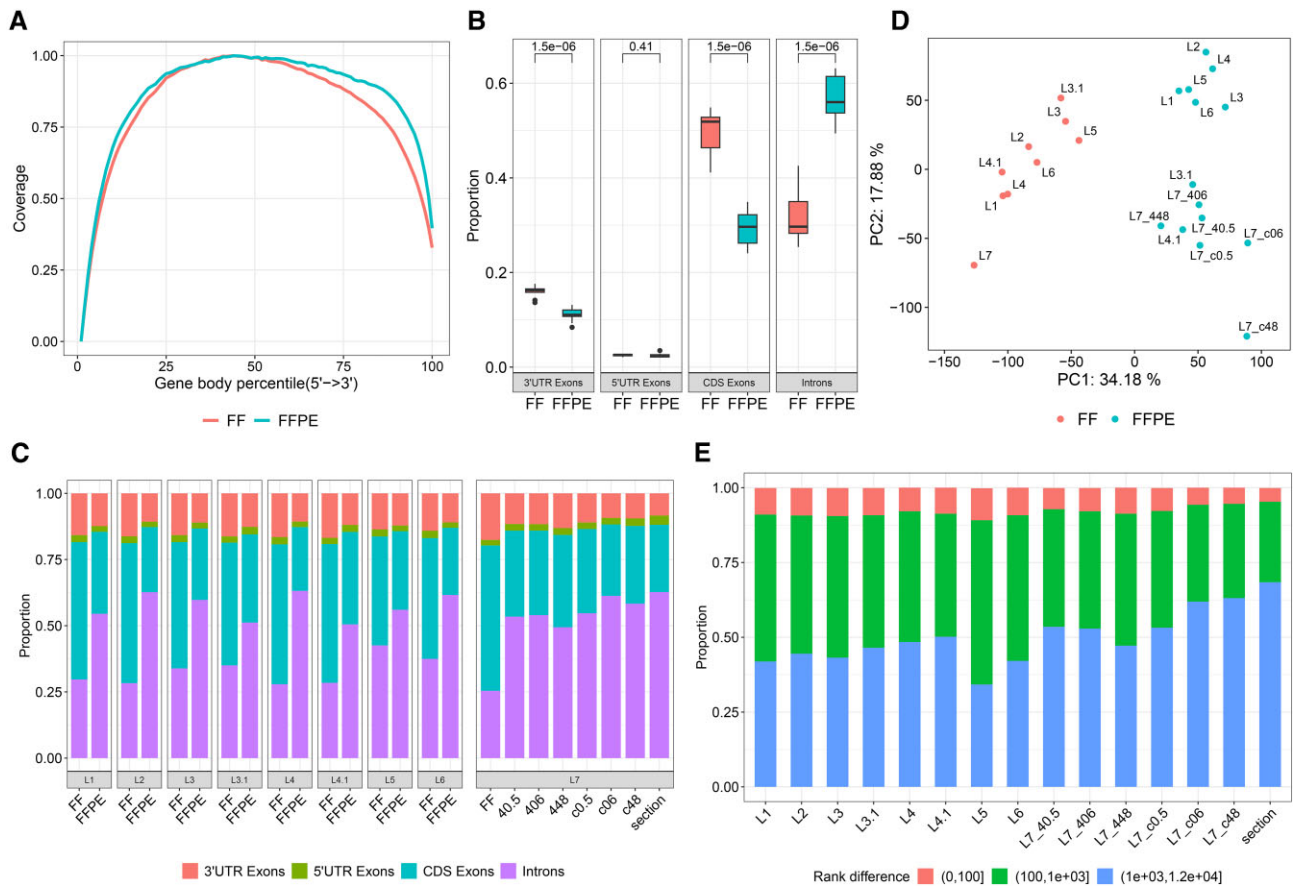 A
1.00
0.75
0.50
0.25
0.00
Coverage
0 25 50 75 100
Gene body percentile(5'->3')
FF FFPE
B
1.5e-06 0.41 1.5e-06 1.5e-06
0.6
0.4
0.2
0.0
Proportion
3'UTR Exons 5'UTR Exons CDS Exons Introns
FF FFPE FF FFPE FF FFPE FF FFPE
D
50
0
−50
−100
PC2: 17.88 %
L2
L4
L3.1
L5
L1
L3
L6
L3
L2
L5
L4.1
L6
L4
L1
L3.1
L7_406
L7_448
L7_40.5
L4.1
L7_c06
L7_c0.5
L7
L7_c48
−150 −100 −50 0 50 100
PC1: 34.18 %
FF FFPE
C
1.00
0.75
0.50
0.25
0.00
Proportion
L1 L2 L3 L3.1 L4 L4.1 L5 L6 L7
FF FFPE FF FFPE FF FFPE FF FFPE FF FFPE FF FFPE FF FFPE FF FFPE FF 40.5 406 448 c0.5 c06 c48 section
3'UTR Exons 5'UTR Exons CDS Exons Introns
E
1.00
0.75
0.50
0.25
0.00
Proportion
L1 L2 L3 L3.1 L4 L4.1 L5 L6 L7_40.5 L7_406 L7_448 L7_c0.5 L7_c06 L7_c48 section
Rank difference (0,100] (100,1e+03] (1e+03,1.2e+04]